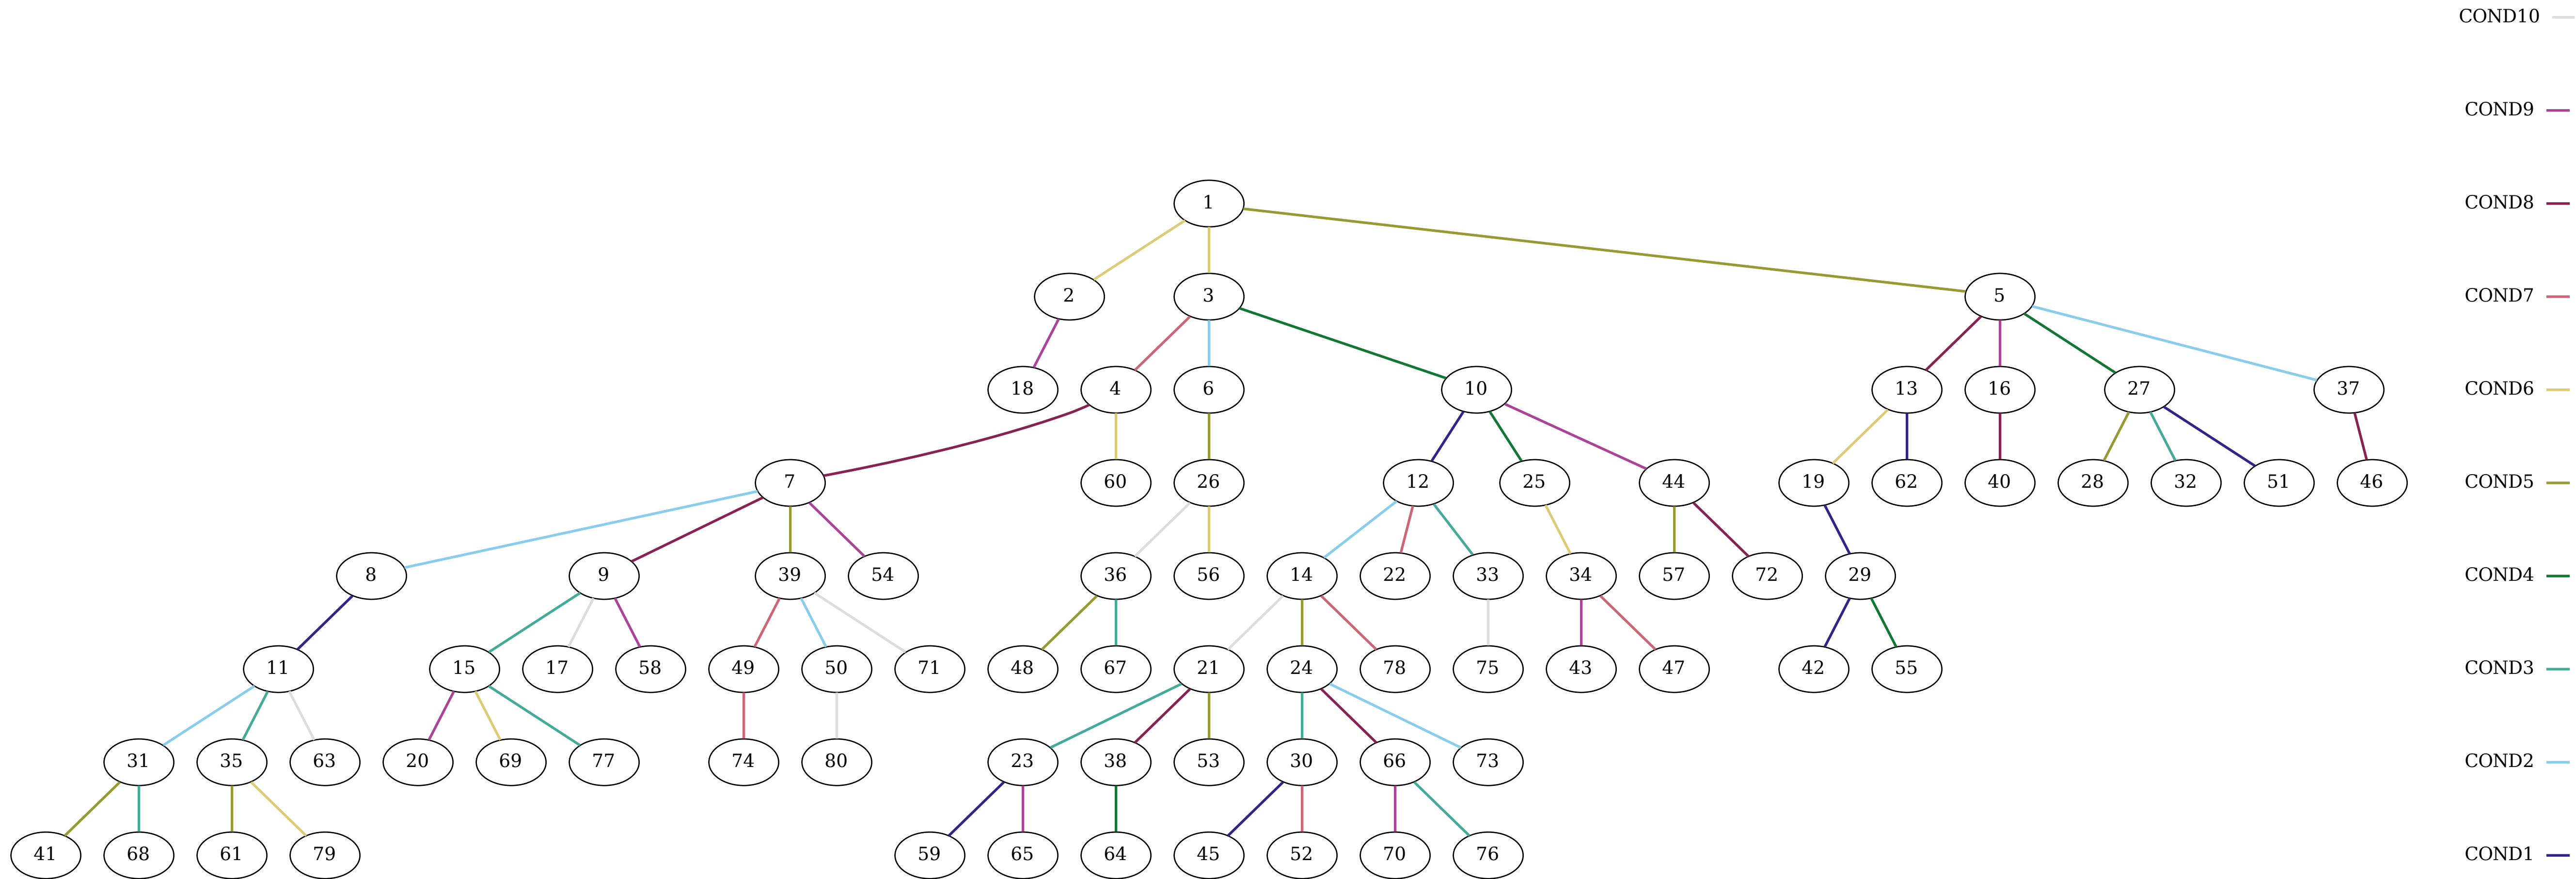 COND10
COND9
1 COND8
2 3 5 COND7
18 4 6 10 13 16 27 37 COND6
7 60 26 12 25 44 19 62 40 28 32 51 46 COND5
8 9 39 54 36 56 14 22 33 34 57 72 29 COND4
11 15 17 58 49 50 71 48 67 21 24 78 75 43 47 42 55 COND3
31 35 63 20 69 77 74 80 23 38 53 30 66 73 COND2
41 68 61 79 59 65 64 45 52 70 76 COND1